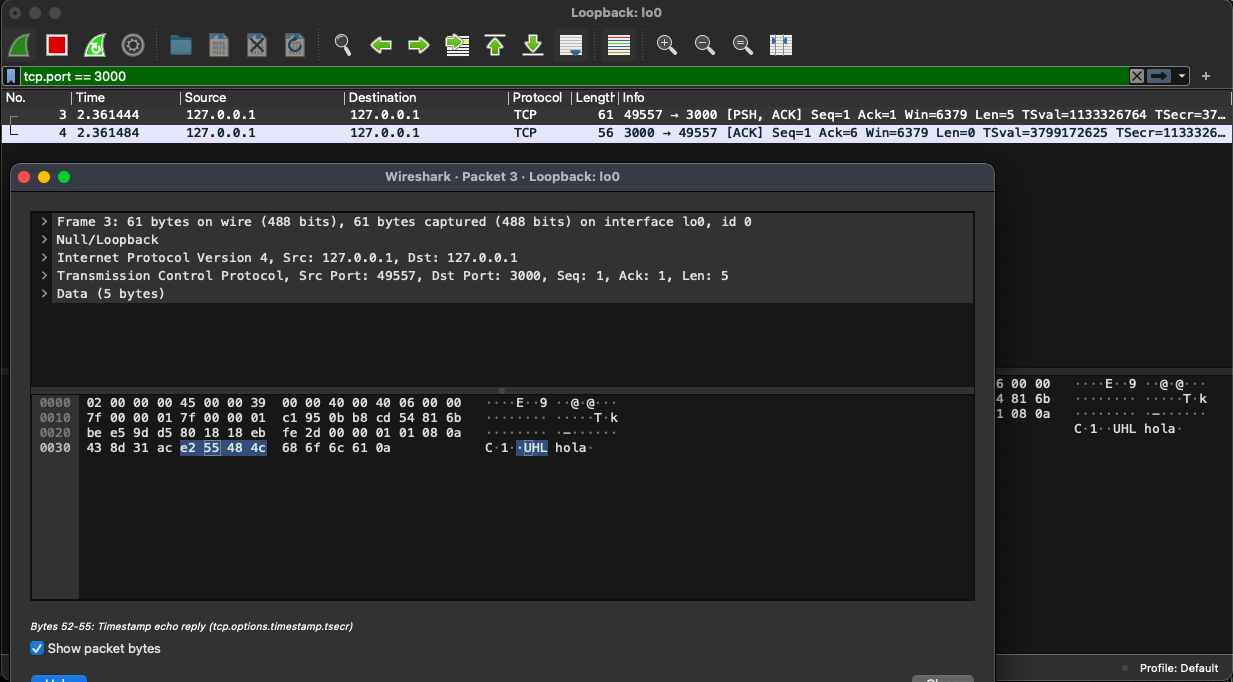 Loopback: lo0
tcp.port == 3000
No. Time Source Destination Protocol Length Info
3 2.361444 127.0.0.1 127.0.0.1 TCP 61 49557 → 3000 [PSH, ACK] Seq=1 Ack=1 Win=6379 Len=5 TSval=1133326764 TSecr=37…
4 2.361484 127.0.0.1 127.0.0.1 TCP 56 3000 → 49557 [ACK] Seq=1 Ack=6 Win=6379 Len=0 TSval=3799172625 TSecr=1133326…
Wireshark · Packet 3 · Loopback: lo0
Frame 3: 61 bytes on wire (488 bits), 61 bytes captured (488 bits) on interface lo0, id 0
Null/Loopback
Internet Protocol Version 4, Src: 127.0.0.1, Dst: 127.0.0.1
Transmission Control Protocol, Src Port: 49557, Dst Port: 3000, Seq: 1, Ack: 1, Len: 5
Data (5 bytes)
0000 02 00 00 00 45 00 00 39 00 00 40 00 40 06 00 00 ····E··9 ··@·@···
0010 7f 00 00 01 7f 00 00 01 c1 95 0b b8 cd 54 81 6b ········ ·····T·k
0020 be e5 9d d5 80 18 18 eb fe 2d 00 00 01 01 08 0a ········ ·–······
0030 43 8d 31 ac e2 55 48 4c 68 6f 6c 61 0a C·1··UHL hola·
6 00 00 ····E··9 ··@·@···
4 81 6b ········ ·····T·k
1 08 0a ········ ·–······
C·1··UHL hola·
Bytes 52-55: Timestamp echo reply (tcp.options.timestamp.tsecr)
Show packet bytes
Profile: Default